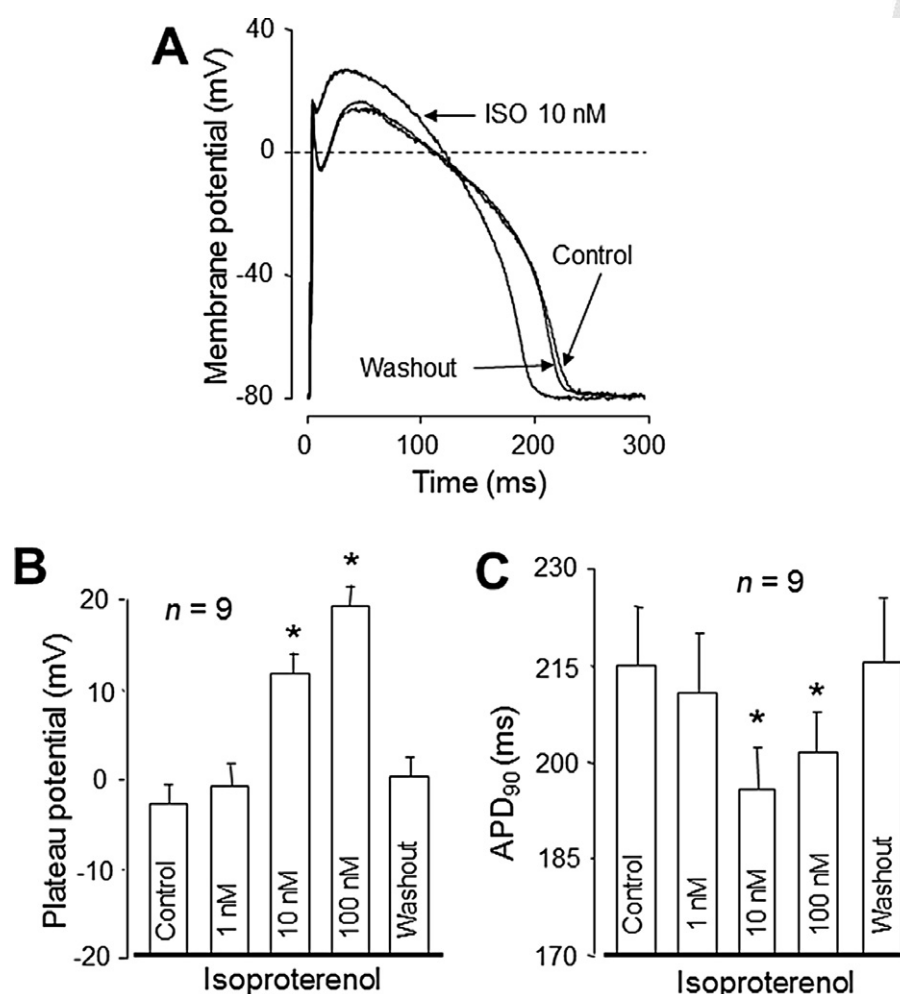 A
Membrane potential (mV)
40
0
-40
-80
ISO 10 nM
Control
Washout
0 100 200 300
Time (ms)
B
Plateau potential (mV)
20
10
0
-10
-20
n = 9
*
*
Control
1 nM
10 nM
100 nM
Washout
Isoproterenol
C
APD90 (ms)
230
215
200
185
170
n = 9
*
*
Control
1 nM
10 nM
100 nM
Washout
Isoproterenol